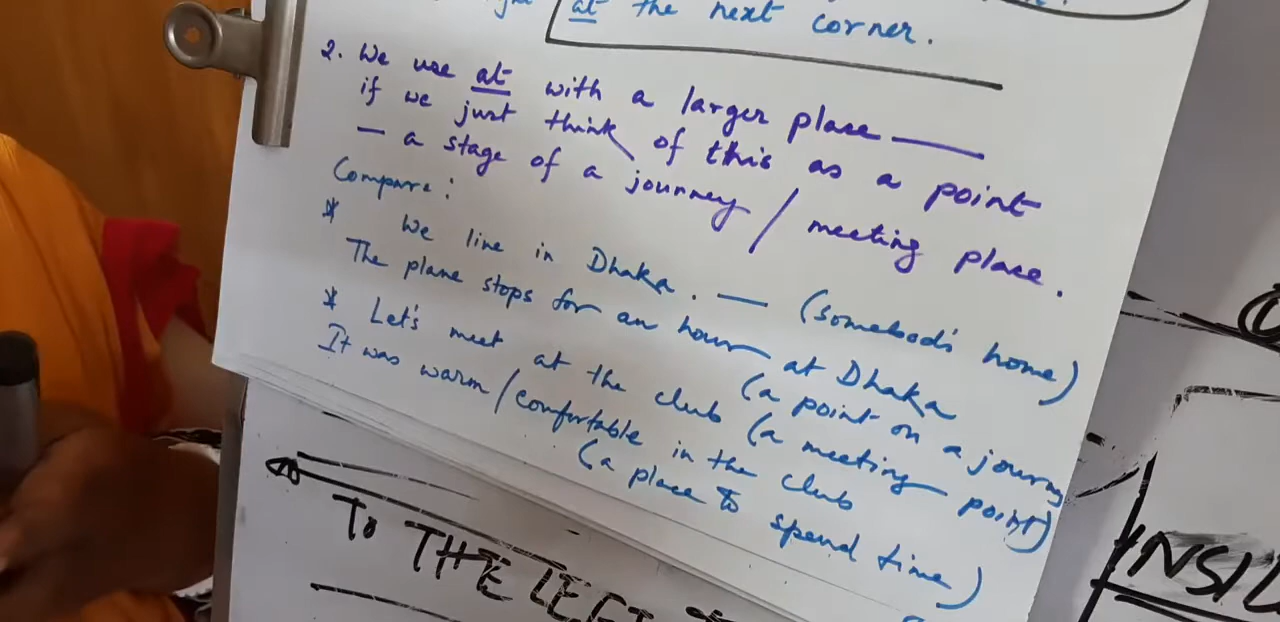 at the next corner.
2. We use at with a larger place —
if we just think of this as a point
— a stage of a journey / meeting place.
Compare:
* We line in Dhaka. — (somebod's home)
The plane stops for an hour at Dhaka
(a point on a journey
* Let's meet at the club (a meeting point)
It was warm/comfortable in the club
(a place to spend time)
TO THE LEFT